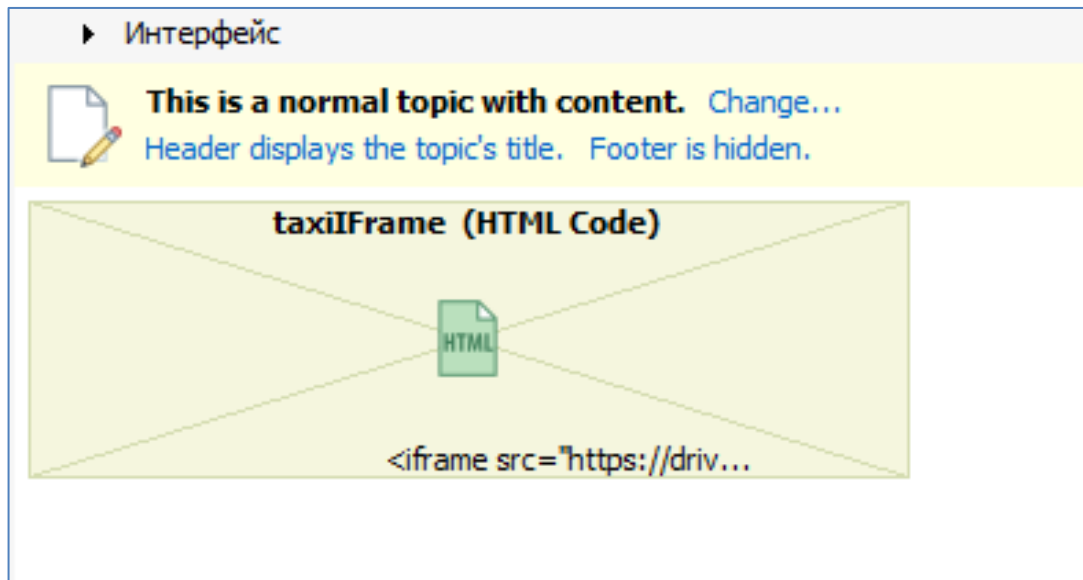 Интерфейс
This is a normal topic with content. Change...
Header displays the topic's title. Footer is hidden.
taxiIFrame (HTML Code)
HTML
<iframe src="https://driv...